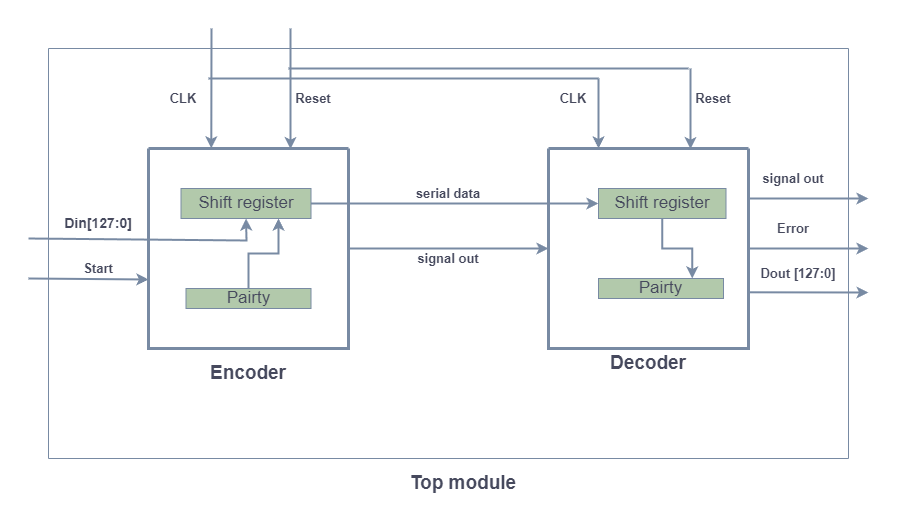 CLK
Reset
CLK
Reset
Shift register
serial data
Shift register
signal out
Din[127:0]
Error
signal out
Start
Dout [127:0]
Pairty
Pairty
Encoder
Decoder
Top module